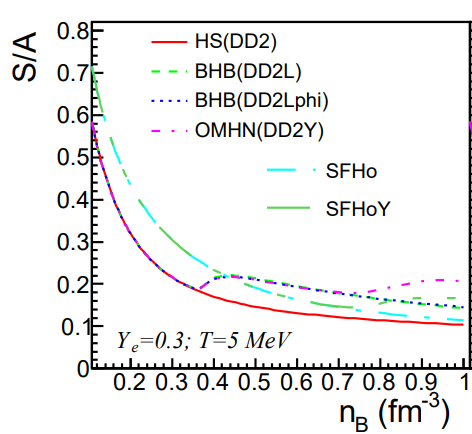 S/A
0.8
0.7
0.6
0.5
0.4
0.3
0.2
0.1
0
HS(DD2)
BHB(DD2L)
BHB(DD2Lphi)
OMHN(DD2Y)
SFHo
SFHoY
Yₑ=0.3; T=5 MeV
0.2 0.3 0.4 0.5 0.6 0.7 0.8 0.9 1
n_B (fm⁻³)